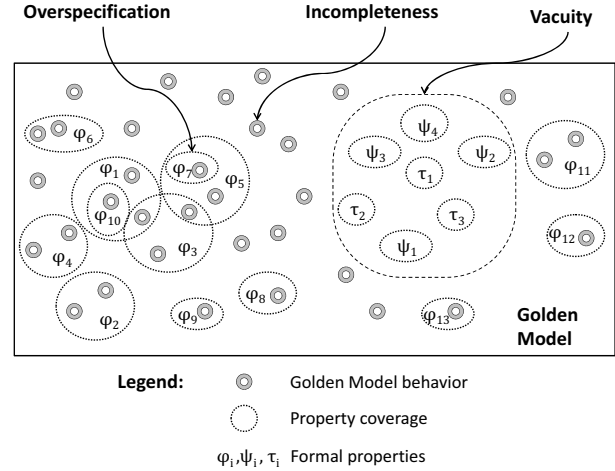 Overspecification Incompleteness Vacuity
φ6
φ1
φ7
φ5
φ10
φ3
φ4
φ2
φ9
φ8
ψ4
ψ3
ψ2
τ1
τ2
τ3
ψ1
φ11
φ12
φ13
Golden
Model
Legend: Golden Model behavior
Property coverage
φi,ψi, τi Formal properties